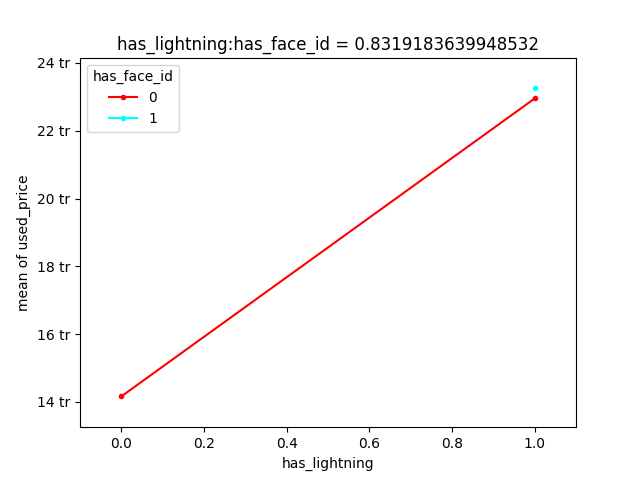 has_lightning:has_face_id = 0.8319183639948532
24 tr
22 tr
20 tr
18 tr
16 tr
14 tr
mean of used_price
has_face_id
0
1
0.0 0.2 0.4 0.6 0.8 1.0
has_lightning